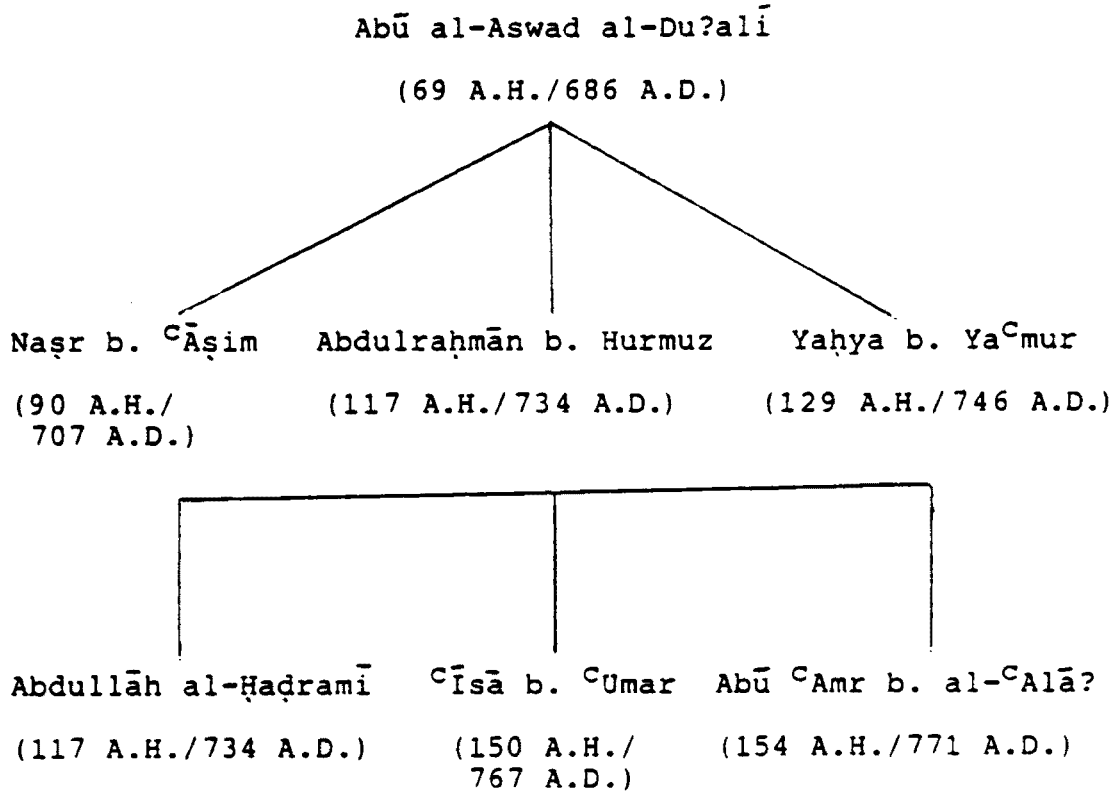 Abū al-Aswad al-Du?alī
(69 A.H./686 A.D.)
Naṣr b. ᶜĀṣim Abdulraḥmān b. Hurmuz Yaḥya b. Yaᶜmur
(90 A.H./ (117 A.H./734 A.D.) (129 A.H./746 A.D.)
707 A.D.)
Abdullāh al-Ḥaḍramī ᶜĪsā b. ᶜUmar Abū ᶜAmr b. al-ᶜAlā?
(117 A.H./734 A.D.) (150 A.H./ (154 A.H./771 A.D.)
767 A.D.)